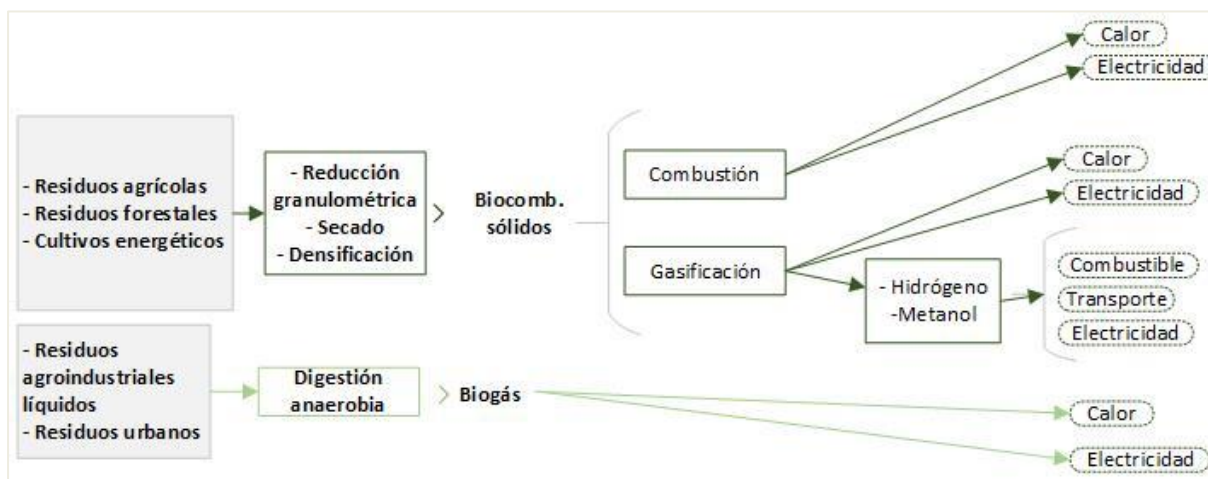 - Residuos agrícolas
- Residuos forestales
- Cultivos energéticos
- Reducción
granulométrica
- Secado
- Densificación
Biocomb.
sólidos
Combustión
Calor
Electricidad
Gasificación
Calor
Electricidad
- Hidrógeno
-Metanol
Combustible
Transporte
Electricidad
- Residuos
agroindustriales
líquidos
- Residuos urbanos
Digestión
anaerobia
Biogás
Calor
Electricidad